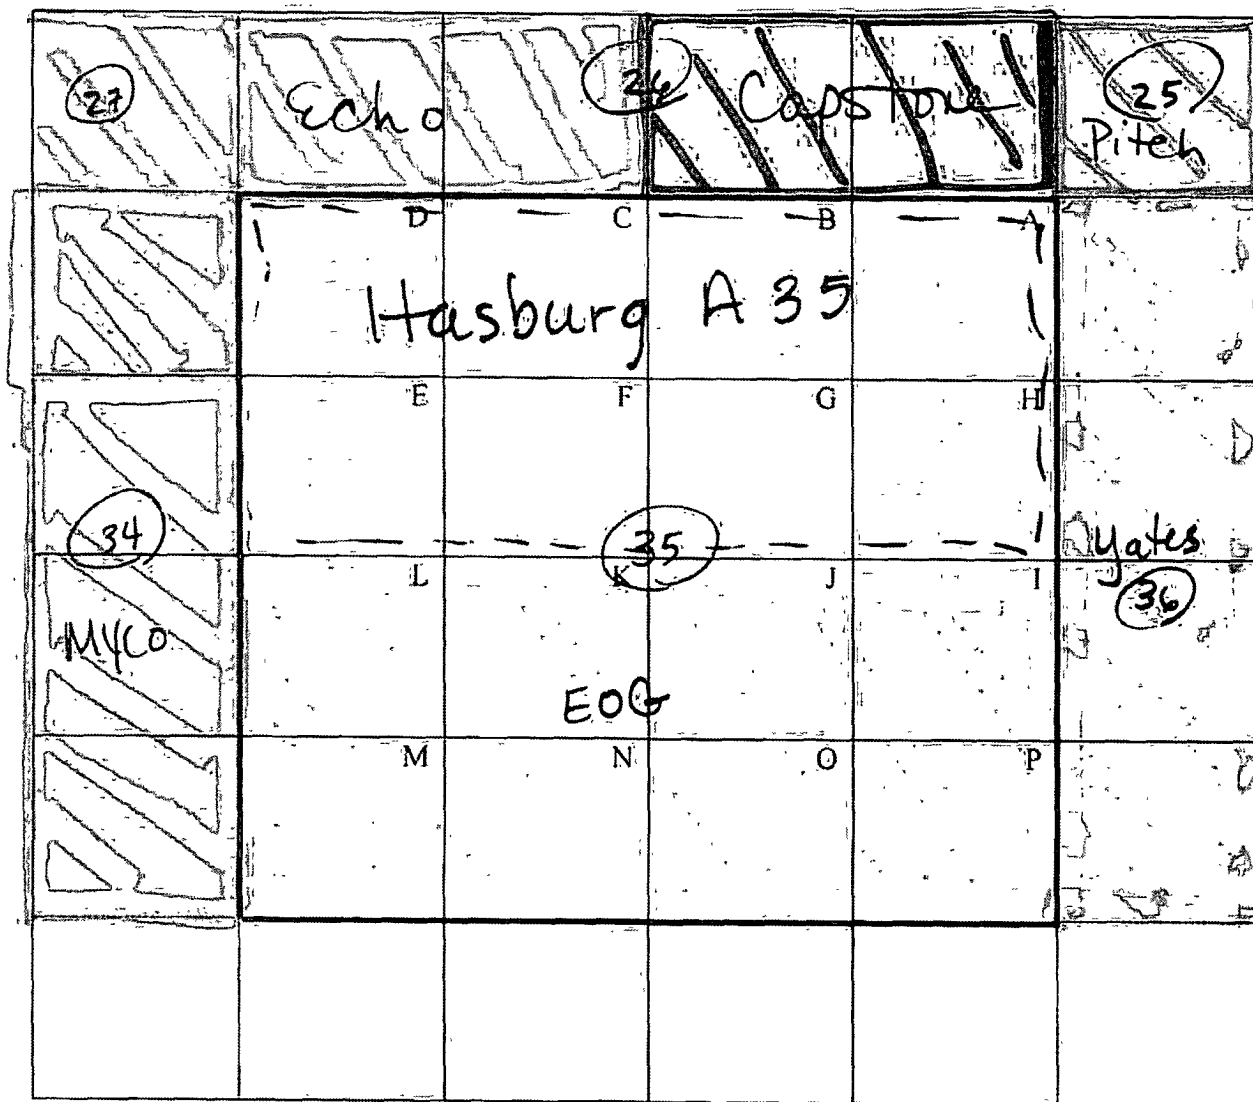 27 Echo 26 Capstone 25
Pitch
D C B A
Hasburg A 35
E F G H
34 35 Yates
L K J I 36
MYCO
EOG
M N O P